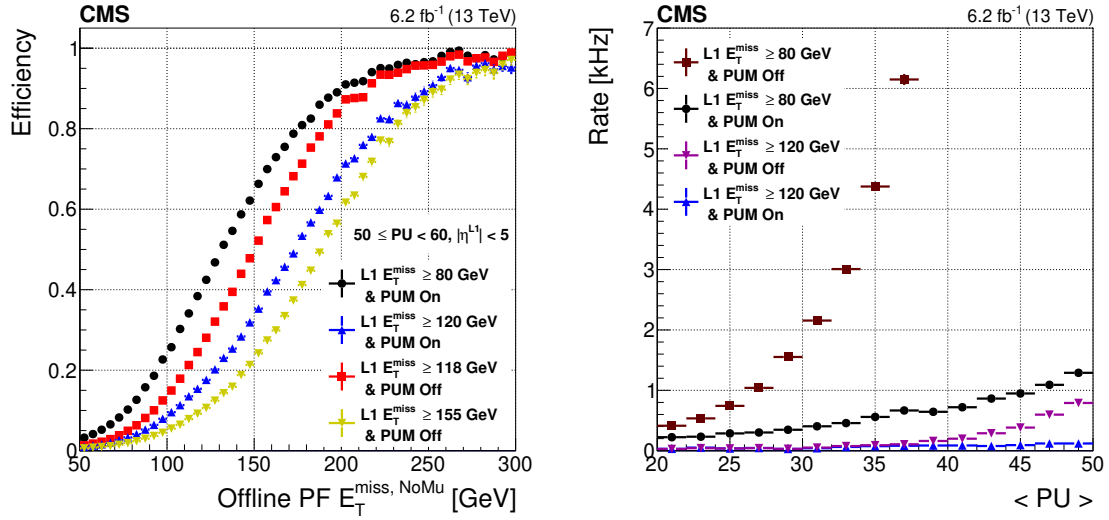 CMS 6.2 fb⁻¹ (13 TeV)
Efficiency
1
0.8
0.6
0.4
0.2
0
50 100 150 200 250 300
50 ≤ PU < 60, |η^L1| < 5
L1 E_T^miss ≥ 80 GeV
& PUM On
L1 E_T^miss ≥ 120 GeV
& PUM On
L1 E_T^miss ≥ 118 GeV
& PUM Off
L1 E_T^miss ≥ 155 GeV
& PUM Off
Offline PF E_T^miss, NoMu [GeV]
CMS 6.2 fb⁻¹ (13 TeV)
Rate [kHz]
7
6
5
4
3
2
1
0
20 25 30 35 40 45 50
L1 E_T^miss ≥ 80 GeV
& PUM Off
L1 E_T^miss ≥ 80 GeV
& PUM On
L1 E_T^miss ≥ 120 GeV
& PUM Off
L1 E_T^miss ≥ 120 GeV
& PUM On
< PU >